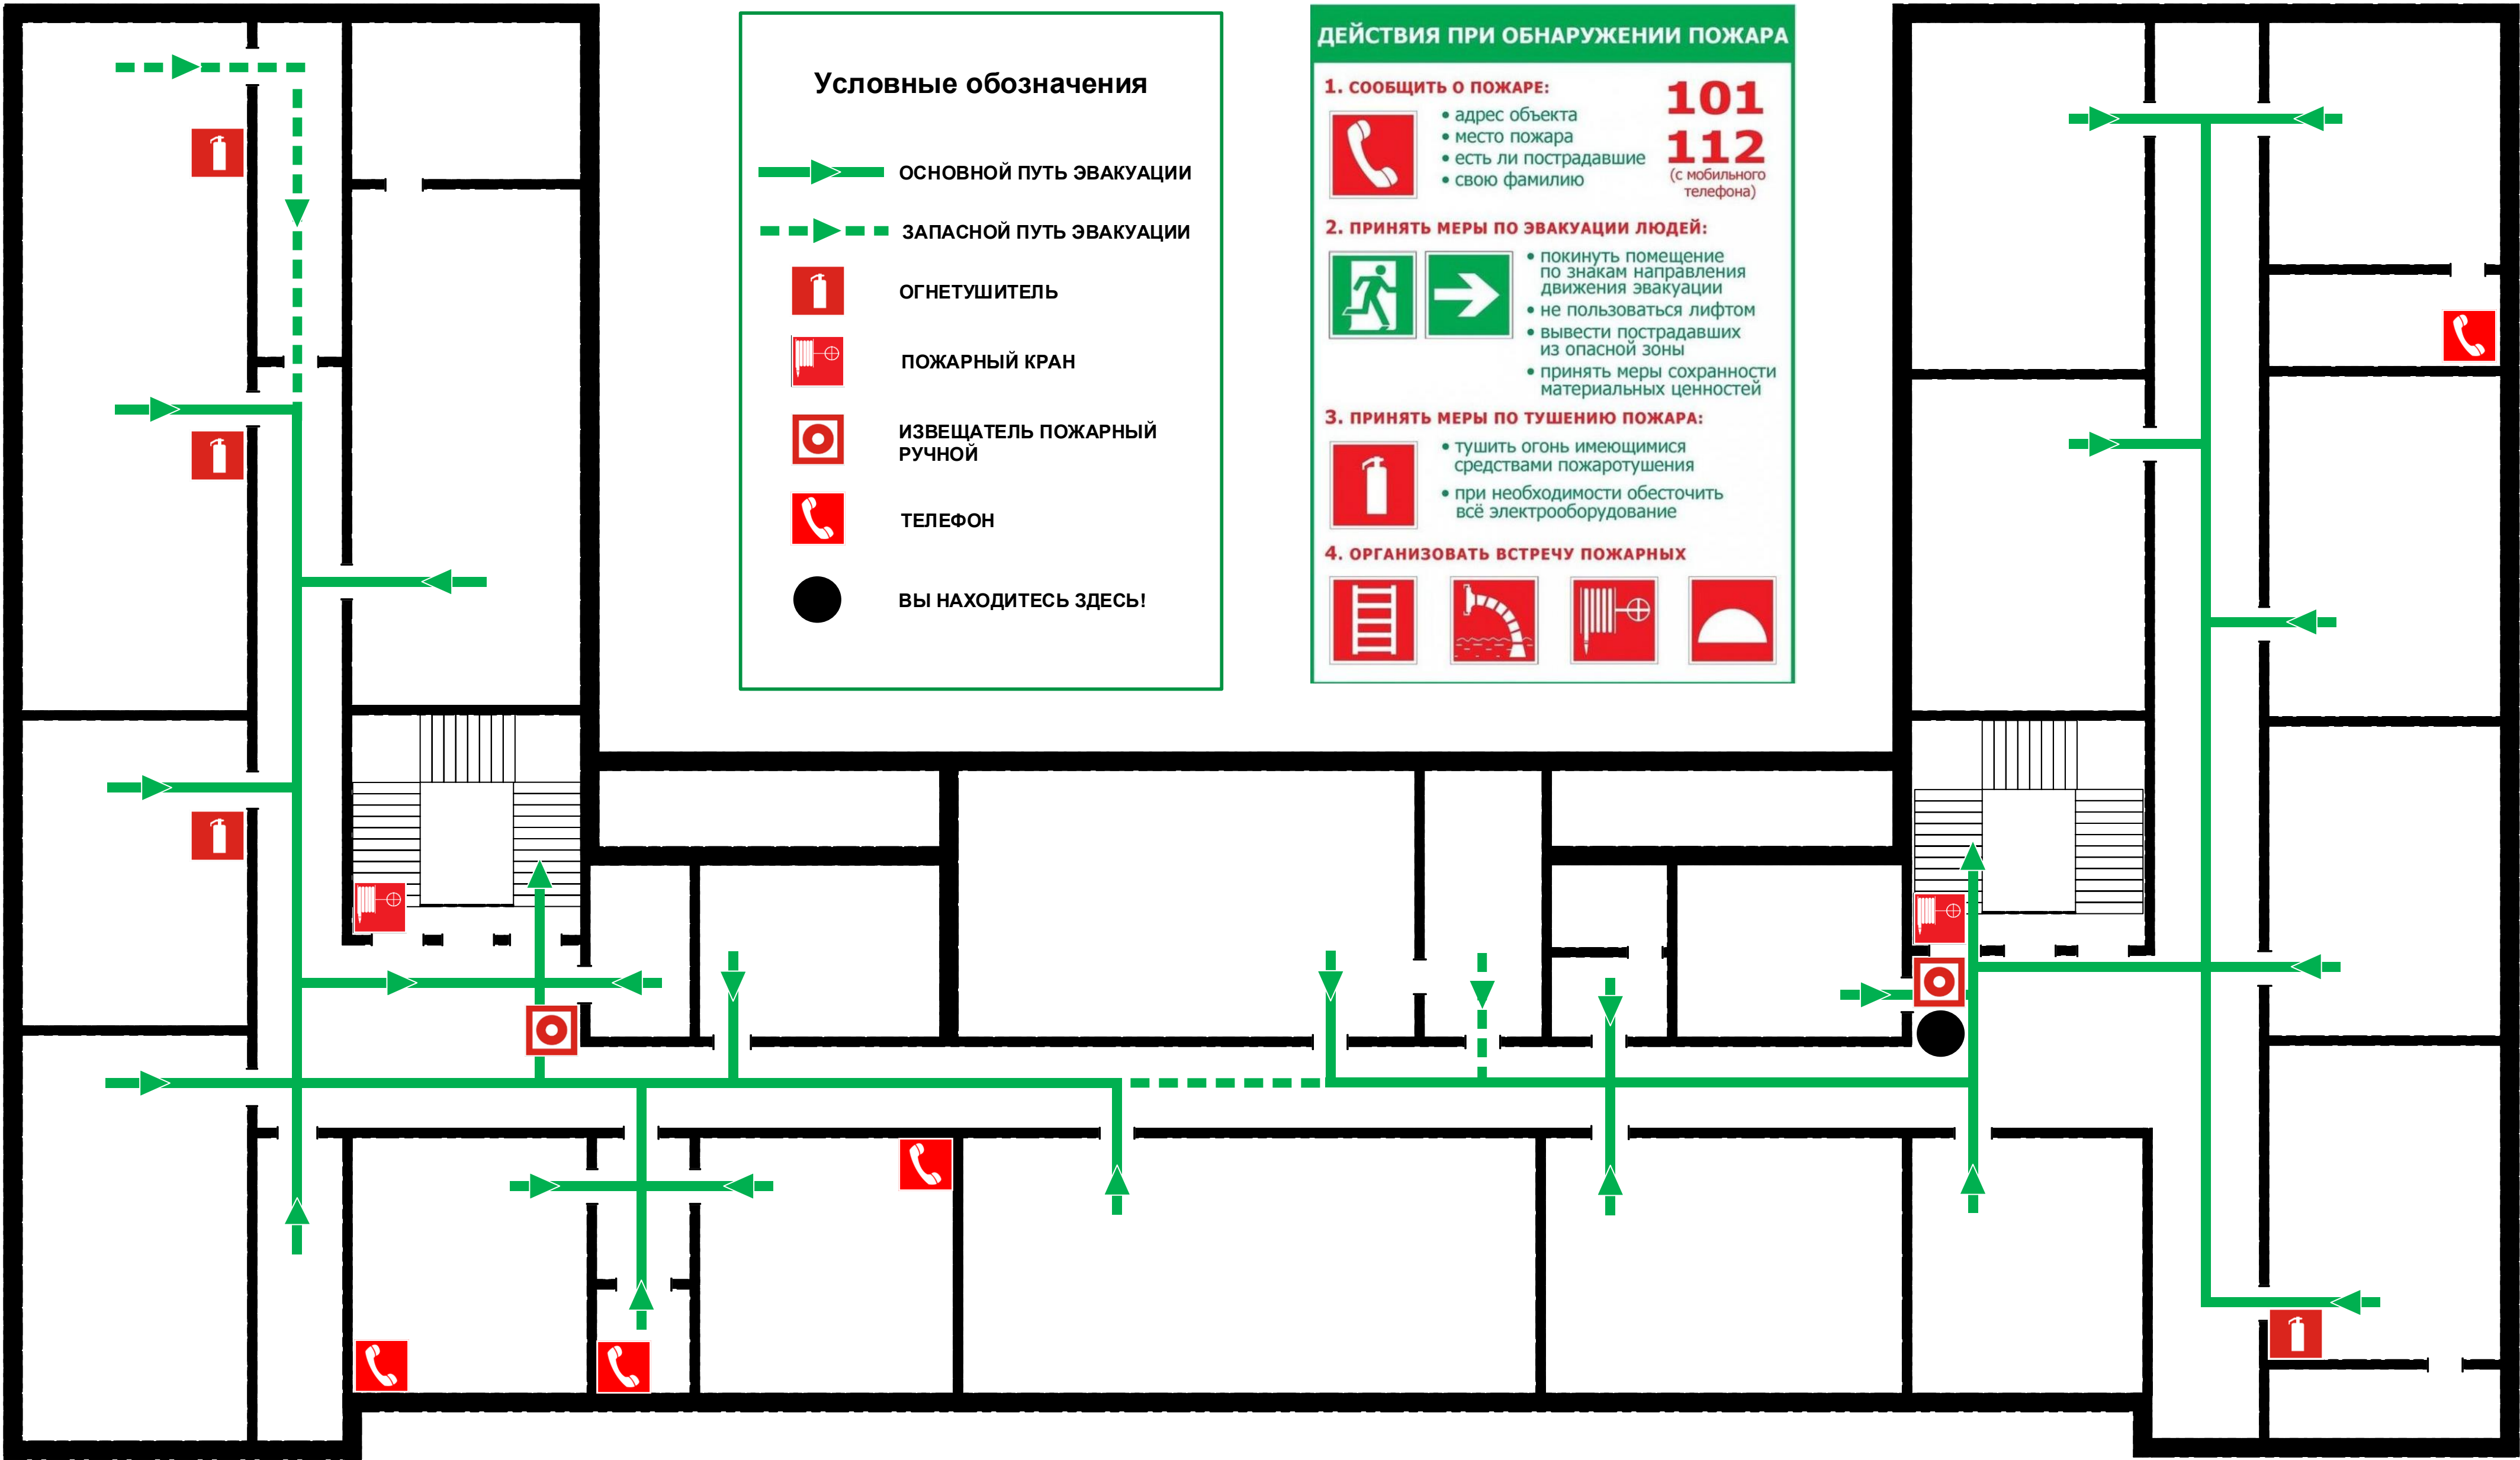 Условные обозначения
ОСНОВНОЙ ПУТЬ ЭВАКУАЦИИ
ЗАПАСНОЙ ПУТЬ ЭВАКУАЦИИ
ОГНЕТУШИТЕЛЬ
ПОЖАРНЫЙ КРАН
ИЗВЕЩАТЕЛЬ ПОЖАРНЫЙ
РУЧНОЙ
ТЕЛЕФОН
ВЫ НАХОДИТЕСЬ ЗДЕСЬ!
ДЕЙСТВИЯ ПРИ ОБНАРУЖЕНИИ ПОЖАРА
1. СООБЩИТЬ О ПОЖАРЕ:
• адрес объекта
• место пожара
• есть ли пострадавшие
• свою фамилию
101
112
(с мобильного
телефона)
2. ПРИНЯТЬ МЕРЫ ПО ЭВАКУАЦИИ ЛЮДЕЙ:
• покинуть помещение
по знакам направления
движения эвакуации
• не пользоваться лифтом
• вывести пострадавших
из опасной зоны
• принять меры сохранности
материальных ценностей
3. ПРИНЯТЬ МЕРЫ ПО ТУШЕНИЮ ПОЖАРА:
• тушить огонь имеющимися
средствами пожаротушения
• при необходимости обесточить
всё электрооборудование
4. ОРГАНИЗОВАТЬ ВСТРЕЧУ ПОЖАРНЫХ